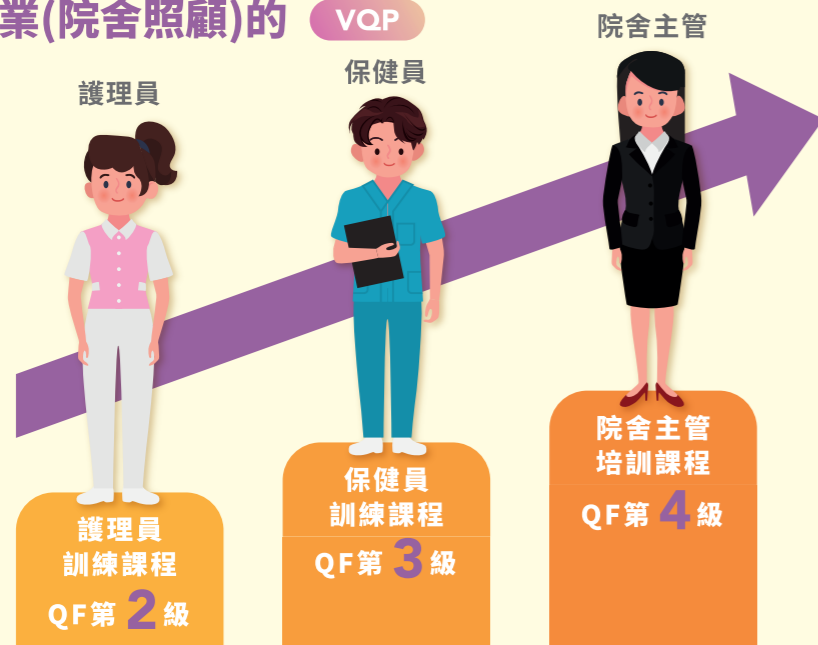 業(院舍照顧)的 VQP
護理員
保健員
院舍主管
護理員
訓練課程
QF第2級
保健員
訓練課程
QF第3級
院舍主管
培訓課程
QF第4級